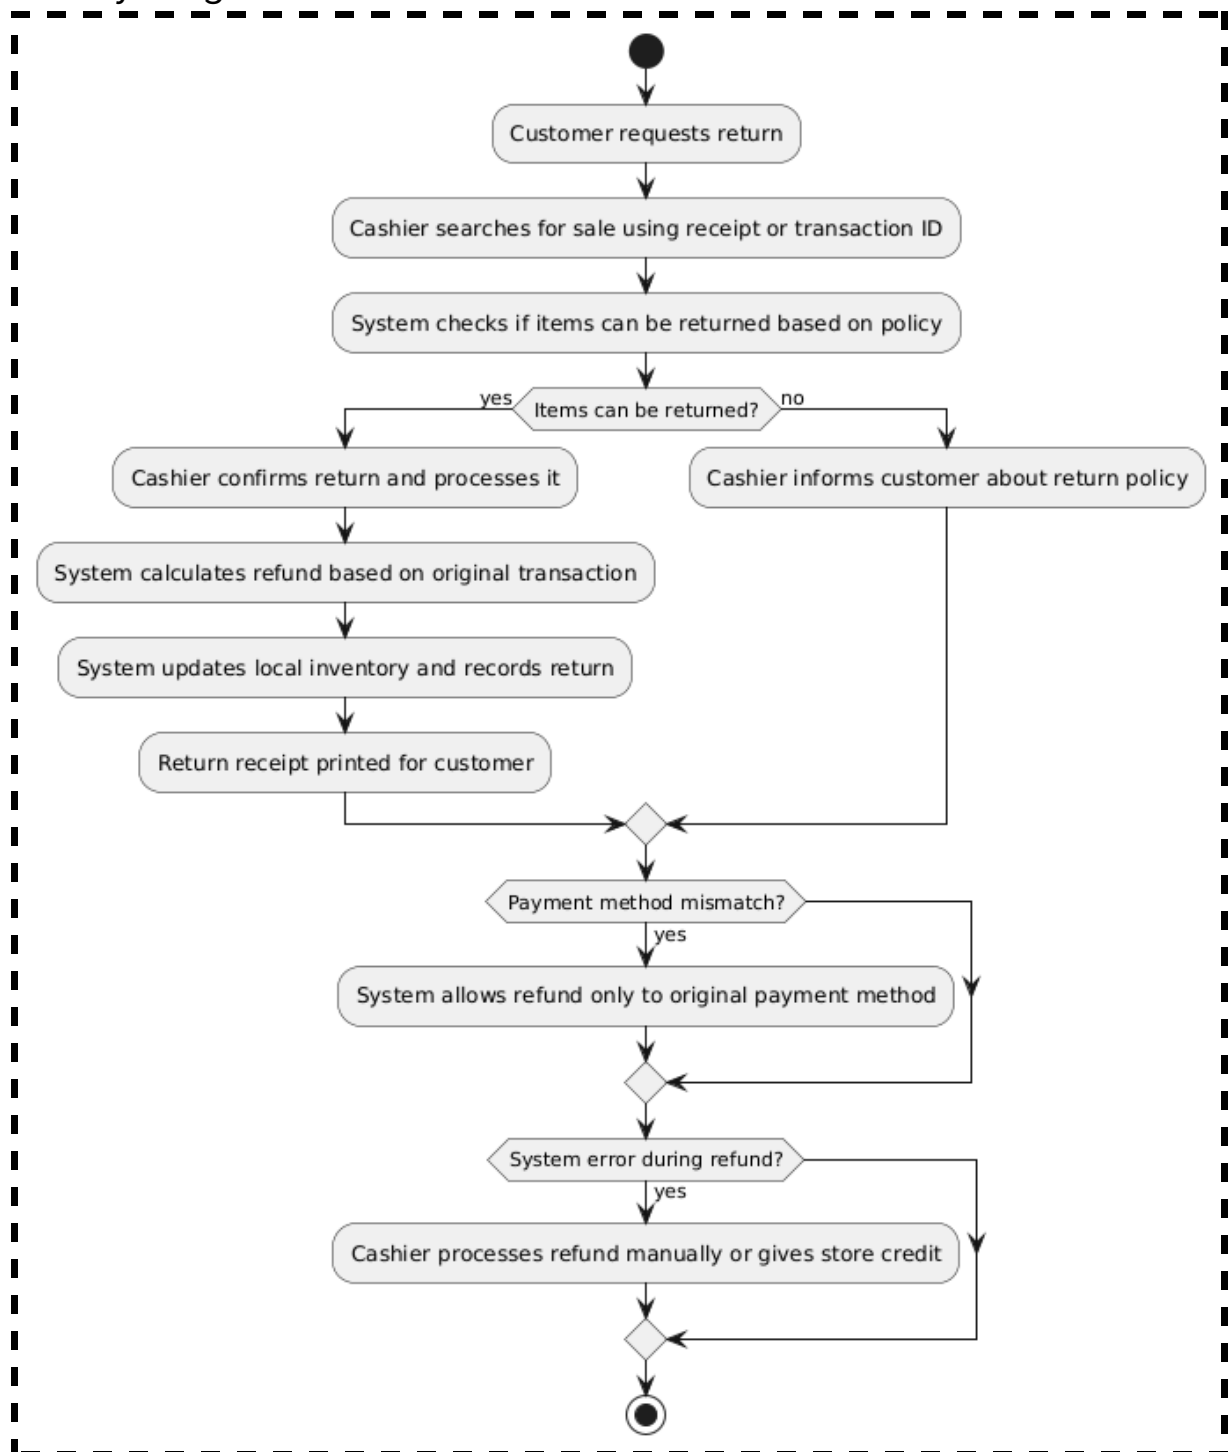 Customer requests return
Cashier searches for sale using receipt or transaction ID
System checks if items can be returned based on policy
yes
Items can be returned?
no
Cashier confirms return and processes it
Cashier informs customer about return policy
System calculates refund based on original transaction
System updates local inventory and records return
Return receipt printed for customer
Payment method mismatch?
yes
System allows refund only to original payment method
System error during refund?
yes
Cashier processes refund manually or gives store credit